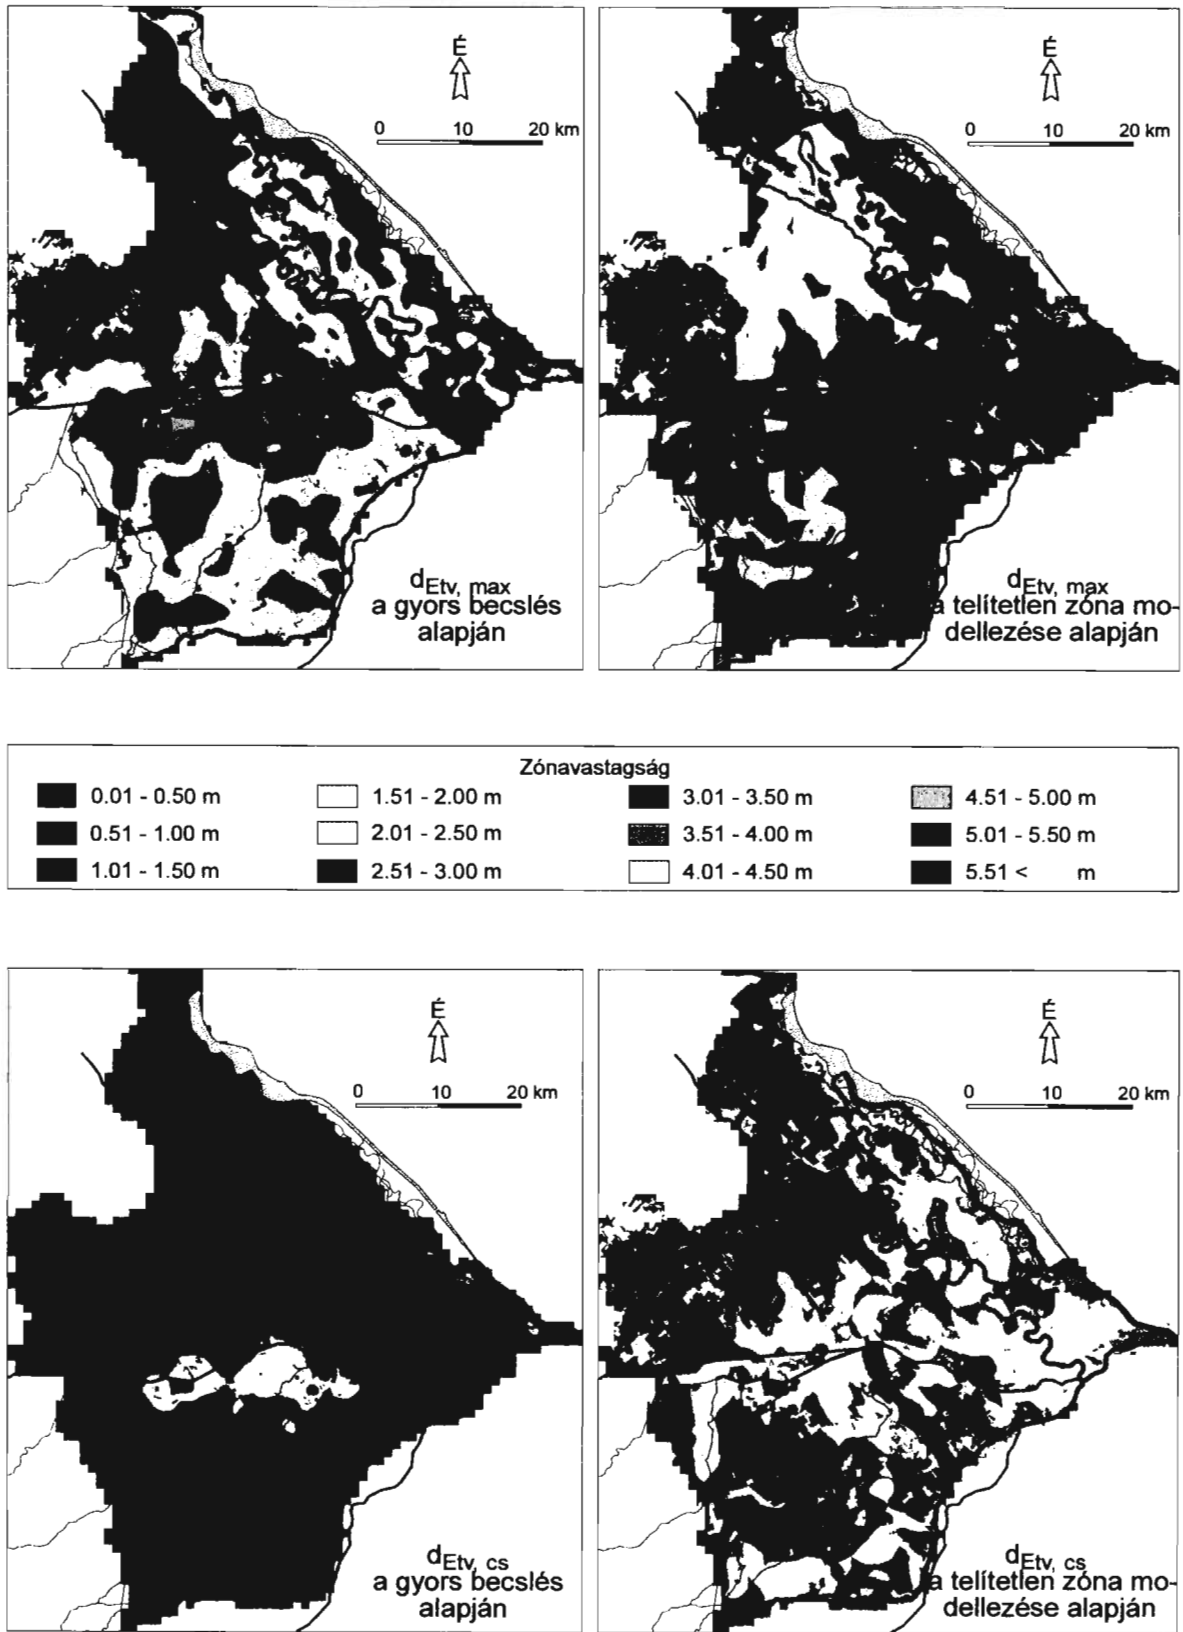 É
0 10 20 km
d_Etv, max
a gyors becslés
alapján
É
0 10 20 km
d_Etv, max
a telítetlen zóna mo-
dellezése alapján
Zónavastagság
0.01 - 0.50 m
0.51 - 1.00 m
1.01 - 1.50 m
1.51 - 2.00 m
2.01 - 2.50 m
2.51 - 3.00 m
3.01 - 3.50 m
3.51 - 4.00 m
4.01 - 4.50 m
4.51 - 5.00 m
5.01 - 5.50 m
5.51 < m
É
0 10 20 km
d_Etv, cs
a gyors becslés
alapján
É
0 10 20 km
d_Etv, cs
a telítetlen zóna mo-
dellezése alapján